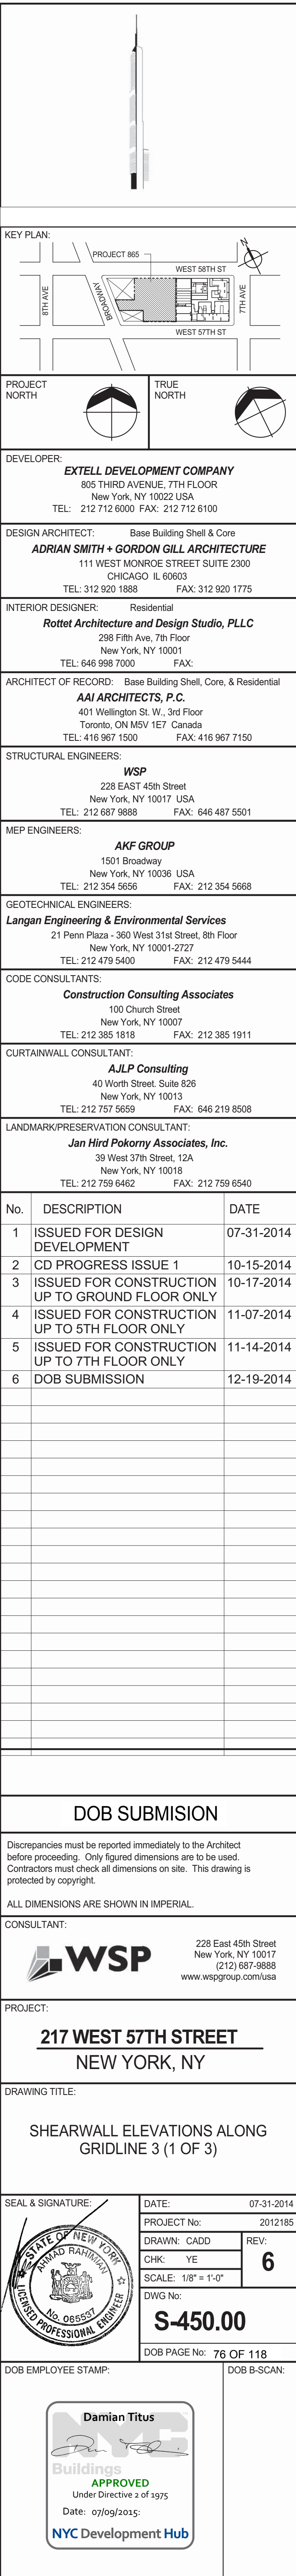 KEY PLAN:
N
PROJECT 865
WEST 58TH ST
8TH AVE
BROADWAY
7TH AVE
WEST 57TH ST
PROJECT
NORTH
TRUE
NORTH
DEVELOPER:
EXTELL DEVELOPMENT COMPANY
805 THIRD AVENUE, 7TH FLOOR
New York, NY 10022 USA
TEL: 212 712 6000 FAX: 212 712 6100
DESIGN ARCHITECT: Base Building Shell & Core
ADRIAN SMITH + GORDON GILL ARCHITECTURE
111 WEST MONROE STREET SUITE 2300
CHICAGO IL 60603
TEL: 312 920 1888 FAX: 312 920 1775
INTERIOR DESIGNER: Residential
Rottet Architecture and Design Studio, PLLC
298 Fifth Ave, 7th Floor
New York, NY 10001
TEL: 646 998 7000 FAX:
ARCHITECT OF RECORD: Base Building Shell, Core, & Residential
AAI ARCHITECTS, P.C.
401 Wellington St. W., 3rd Floor
Toronto, ON M5V 1E7 Canada
TEL: 416 967 1500 FAX: 416 967 7150
STRUCTURAL ENGINEERS:
WSP
228 EAST 45th Street
New York, NY 10017 USA
TEL: 212 687 9888 FAX: 646 487 5501
MEP ENGINEERS:
AKF GROUP
1501 Broadway
New York, NY 10036 USA
TEL: 212 354 5656 FAX: 212 354 5668
GEOTECHNICAL ENGINEERS:
Langan Engineering & Environmental Services
21 Penn Plaza - 360 West 31st Street, 8th Floor
New York, NY 10001-2727
TEL: 212 479 5400 FAX: 212 479 5444
CODE CONSULTANTS:
Construction Consulting Associates
100 Church Street
New York, NY 10007
TEL: 212 385 1818 FAX: 212 385 1911
CURTAINWALL CONSULTANT:
AJLP Consulting
40 Worth Street. Suite 826
New York, NY 10013
TEL: 212 757 5659 FAX: 646 219 8508
LANDMARK/PRESERVATION CONSULTANT:
Jan Hird Pokorny Associates, Inc.
39 West 37th Street, 12A
New York, NY 10018
TEL: 212 759 6462 FAX: 212 759 6540
No. DESCRIPTION DATE
1 ISSUED FOR DESIGN 07-31-2014
DEVELOPMENT
2 CD PROGRESS ISSUE 1 10-15-2014
3 ISSUED FOR CONSTRUCTION 10-17-2014
UP TO GROUND FLOOR ONLY
4 ISSUED FOR CONSTRUCTION 11-07-2014
UP TO 5TH FLOOR ONLY
5 ISSUED FOR CONSTRUCTION 11-14-2014
UP TO 7TH FLOOR ONLY
6 DOB SUBMISSION 12-19-2014
DOB SUBMISION
Discrepancies must be reported immediately to the Architect
before proceeding. Only figured dimensions are to be used.
Contractors must check all dimensions on site. This drawing is
protected by copyright.
ALL DIMENSIONS ARE SHOWN IN IMPERIAL.
CONSULTANT:
WSP
228 East 45th Street
New York, NY 10017
(212) 687-9888
www.wspgroup.com/usa
PROJECT:
217 WEST 57TH STREET
NEW YORK, NY
DRAWING TITLE:
SHEARWALL ELEVATIONS ALONG
GRIDLINE 3 (1 OF 3)
SEAL & SIGNATURE:
STATE OF NEW YORK
AHMAD RAHIMIAN
No. 065537
LICENSED PROFESSIONAL ENGINEER
DATE: 07-31-2014
PROJECT No: 2012185
DRAWN: CADD
CHK: YE
SCALE: 1/8" = 1'-0"
REV:
6
DWG No:
S-450.00
DOB PAGE No: 76 OF 118
DOB EMPLOYEE STAMP:
DOB B-SCAN:
Damian Titus
NYC
Buildings
APPROVED
Under Directive 2 of 1975
Date: 07/09/2015:
NYC Development Hub